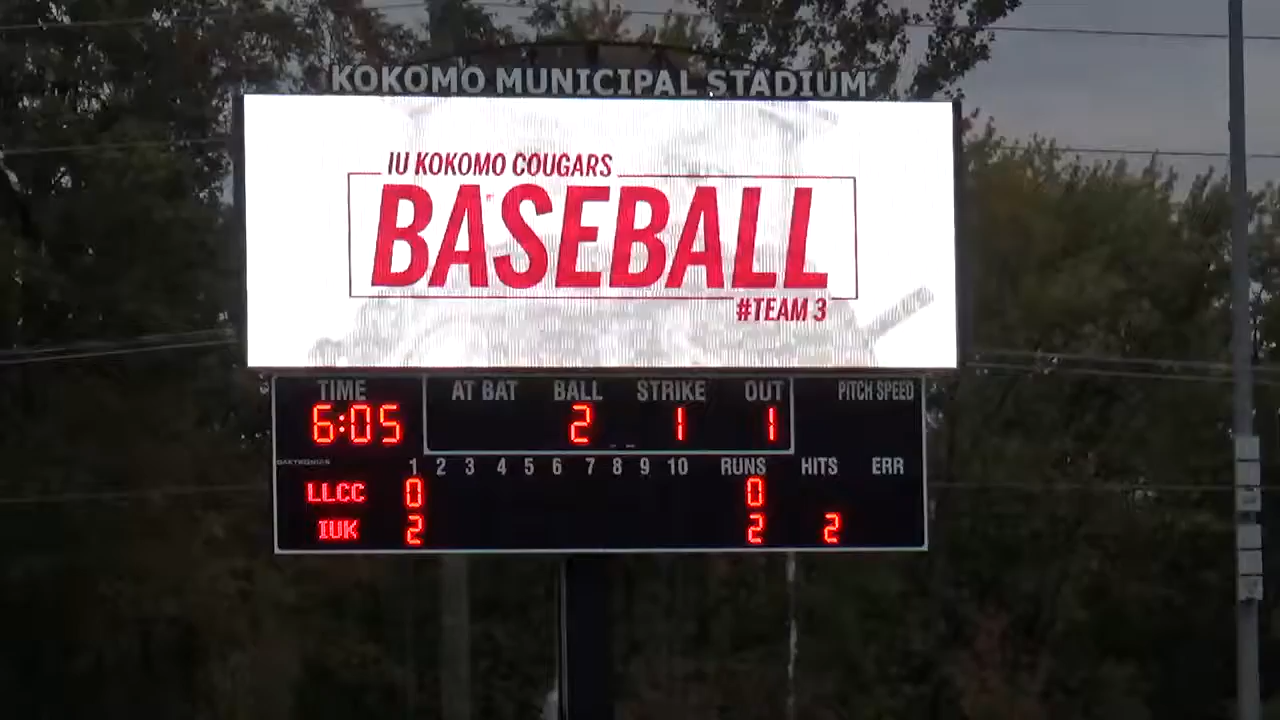 KOKOMO MUNICIPAL STADIUM
IU KOKOMO COUGARS
BASEBALL
#TEAM 3
TIME AT BAT BALL STRIKE OUT PITCH SPEED
6:05 2 1 1
DAKTRONICS 1 2 3 4 5 6 7 8 9 10 RUNS HITS ERR
LLCC 0 0
IUK 2 2 2